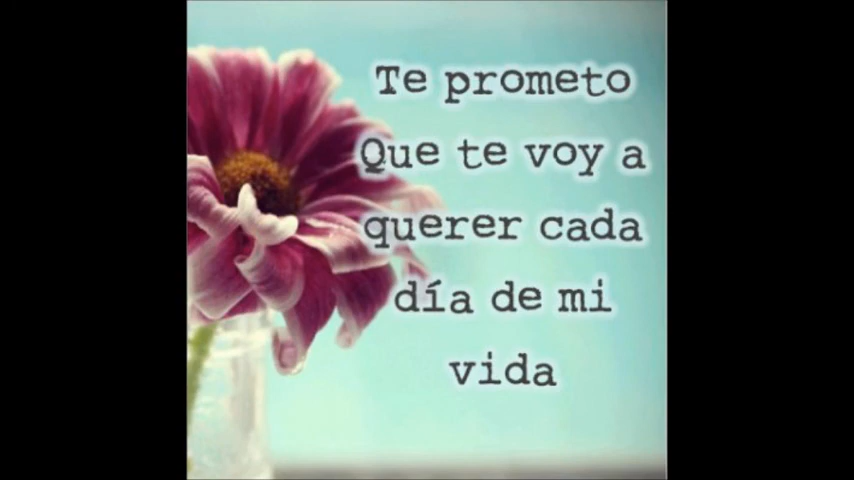 Te prometo
Que te voy a
querer cada
día de mi
vida